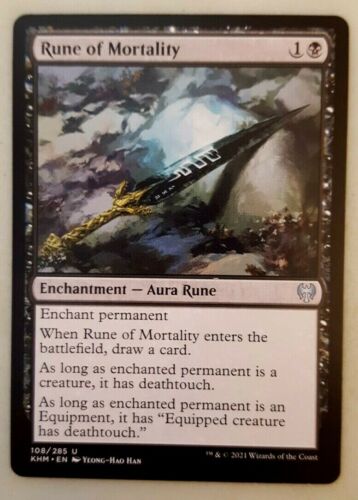 Rune of Mortality 1
Enchantment — Aura Rune
Enchant permanent
When Rune of Mortality enters the
battlefield, draw a card.
As long as enchanted permanent is a
creature, it has deathtouch.
As long as enchanted permanent is an
Equipment, it has “Equipped creature
has deathtouch.”
108/285 U
KHM • EN Yeong-Hao Han
™ & © 2021 Wizards of the Coast